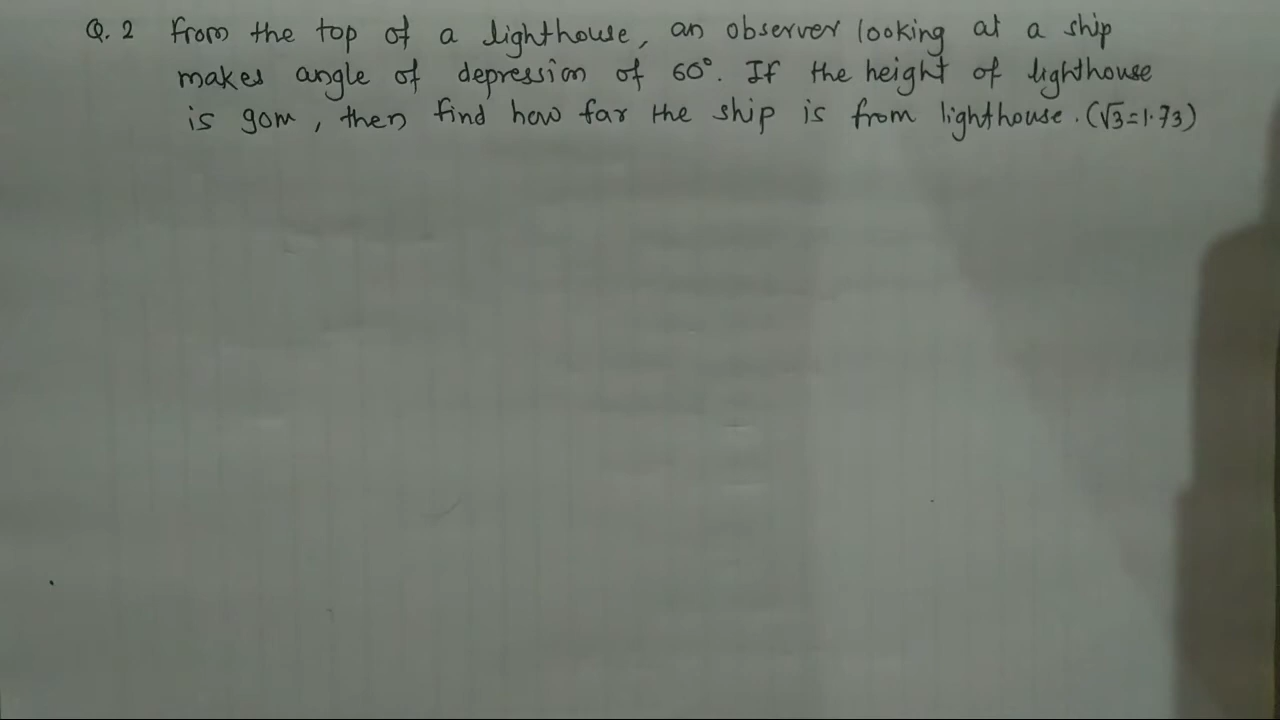 Q. 2 From the top of a lighthouse, an observer looking at a ship
makes angle of depression of 60°. If the height of lighthouse
is 90m, then find how far the ship is from lighthouse. (√3=1.73)